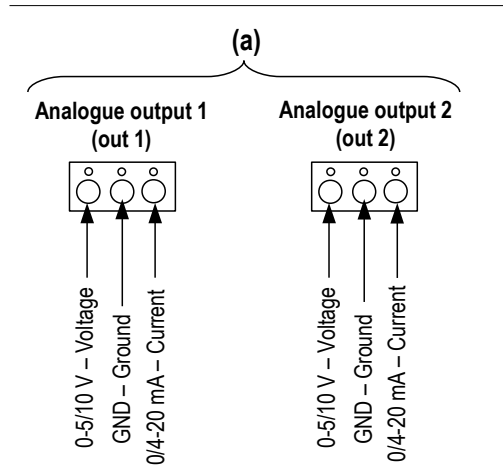 (a)
Analogue output 1
(out 1)
Analogue output 2
(out 2)
0-5/10 V – Voltage
GND – Ground
0/4-20 mA – Current
0-5/10 V – Voltage
GND – Ground
0/4-20 mA – Current